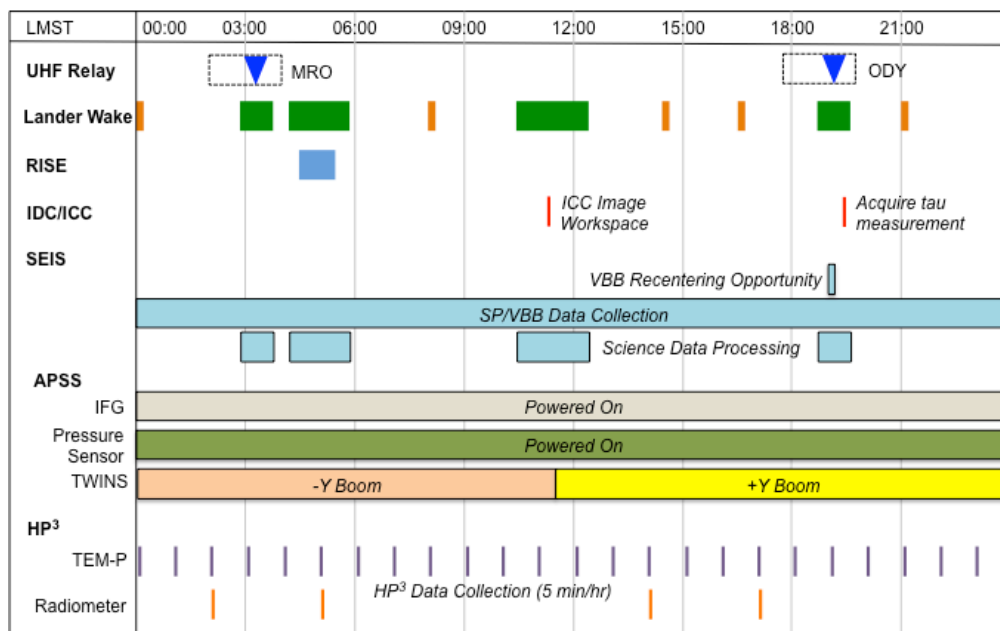 LMST 00:00 03:00 06:00 09:00 12:00 15:00 18:00 21:00
UHF Relay MRO ODY
Lander Wake
RISE
IDC/ICC ICC Image Acquire tau
Workspace measurement
SEIS
VBB Recentering Opportunity
SP/VBB Data Collection
Science Data Processing
APSS
IFG Powered On
Pressure
Sensor Powered On
TWINS -Y Boom +Y Boom
HP³
TEM-P
HP³ Data Collection (5 min/hr)
Radiometer